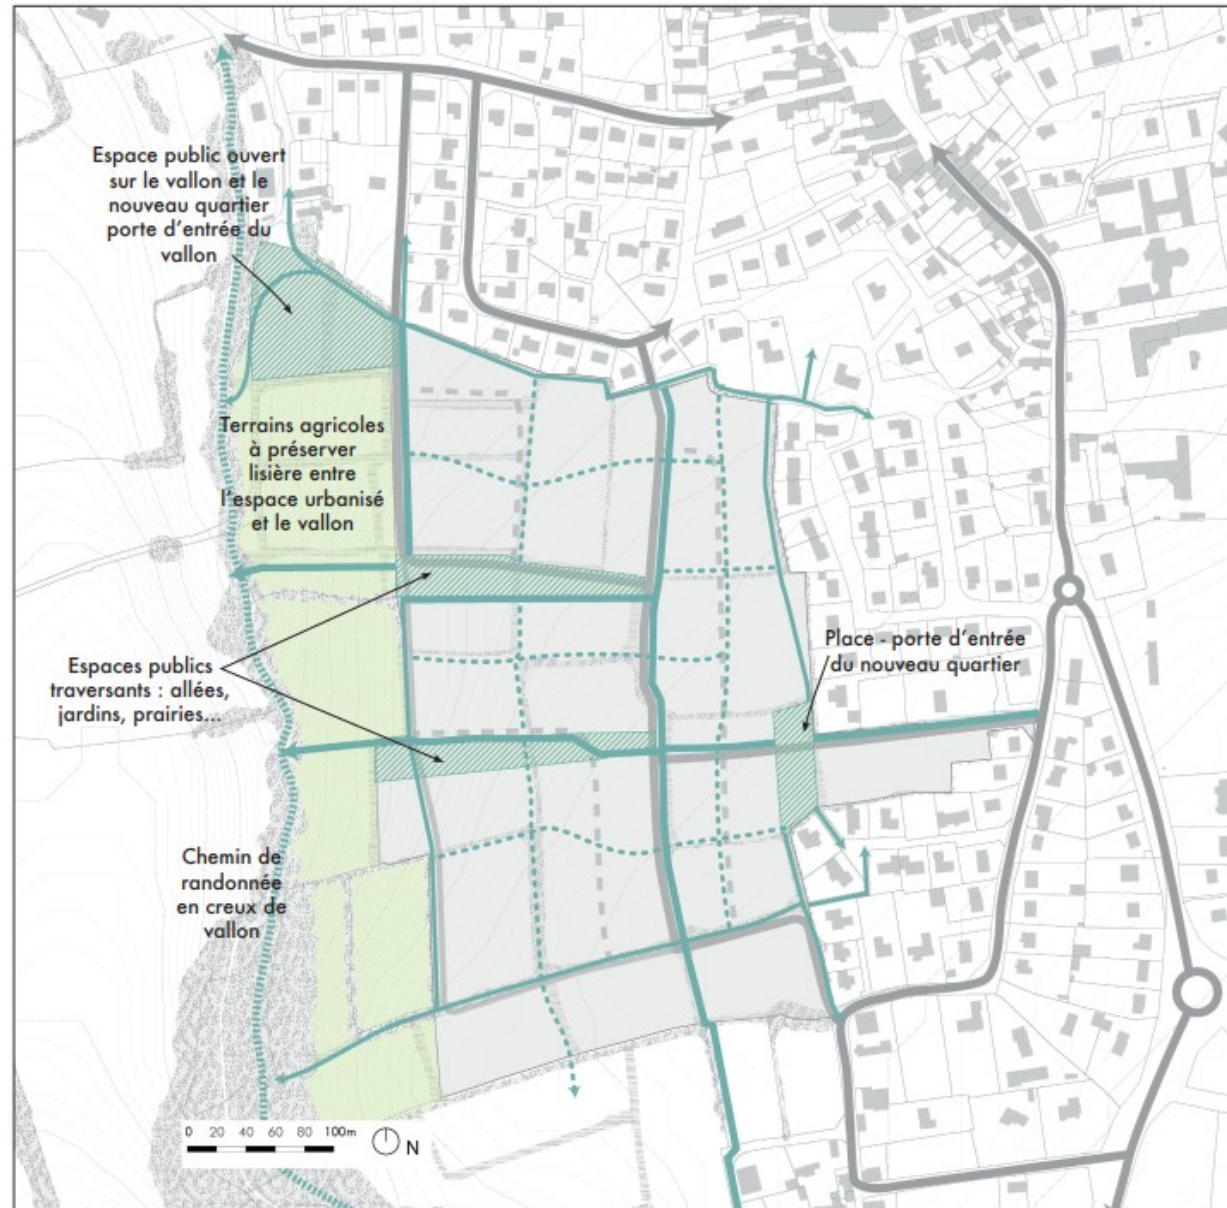 Espace public ouvert
sur le vallon et le
nouveau quartier
porte d'entrée du
vallon
Terrains agricoles
à préserver
lisière entre
l'espace urbanisé
et le vallon
Espaces publics
traversants : allées,
jardins, prairies...
Place - porte d'entrée
du nouveau quartier
Chemin de
randonnée
en creux de
vallon
0 20 40 60 80 100m
N